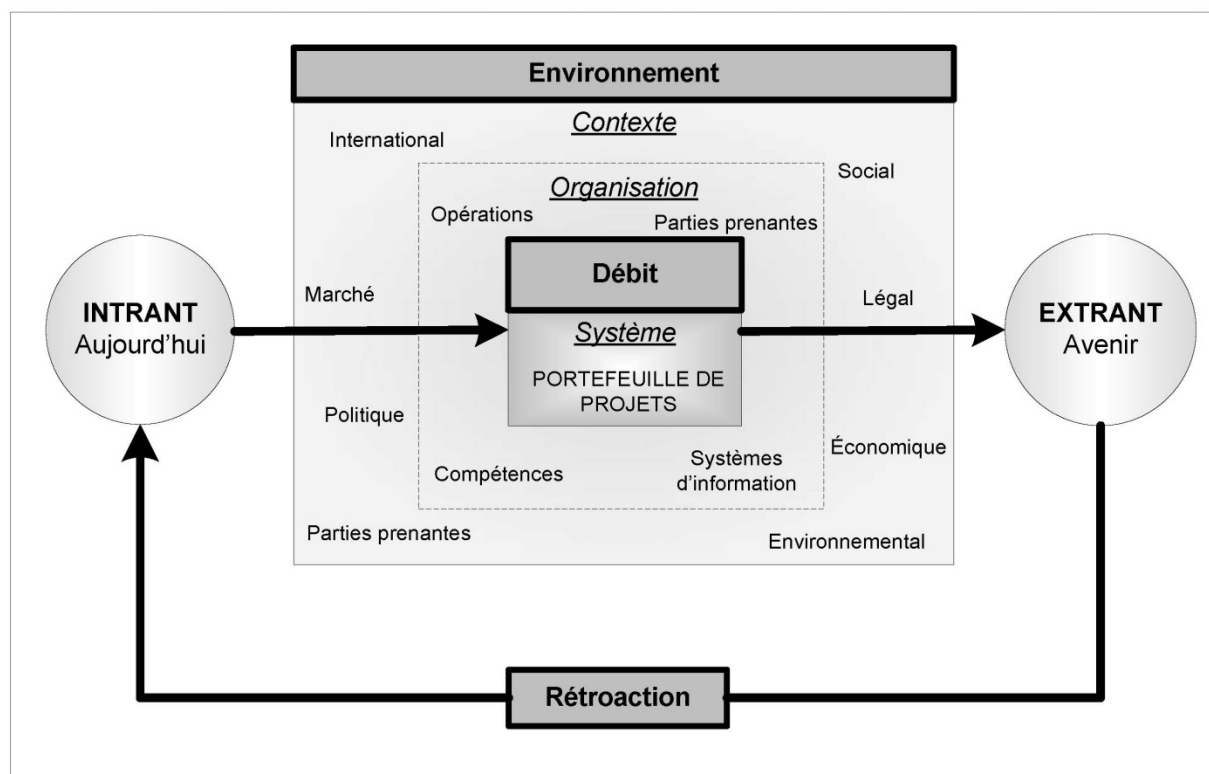 Environnement
Contexte
International
Social
Organisation
Opérations
Parties prenantes
Débit
Marché
Légal
INTRANT
Aujourd'hui
Système
EXTRANT
Avenir
PORTEFEUILLE DE
PROJETS
Politique
Économique
Compétences
Systèmes
d'information
Parties prenantes
Environnemental
Rétroaction